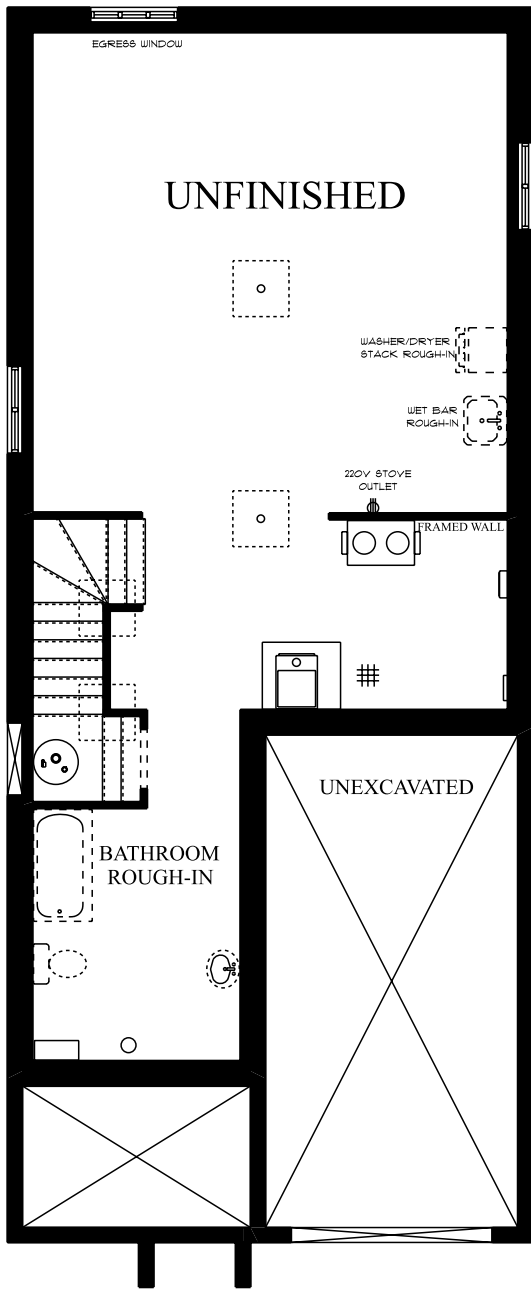 EGRESS WINDOW
UNFINISHED
WASHER/DRYER
STACK ROUGH-IN
WET BAR
ROUGH-IN
220V STOVE
OUTLET
FRAMED WALL
UNEXCAVATED
BATHROOM
ROUGH-IN